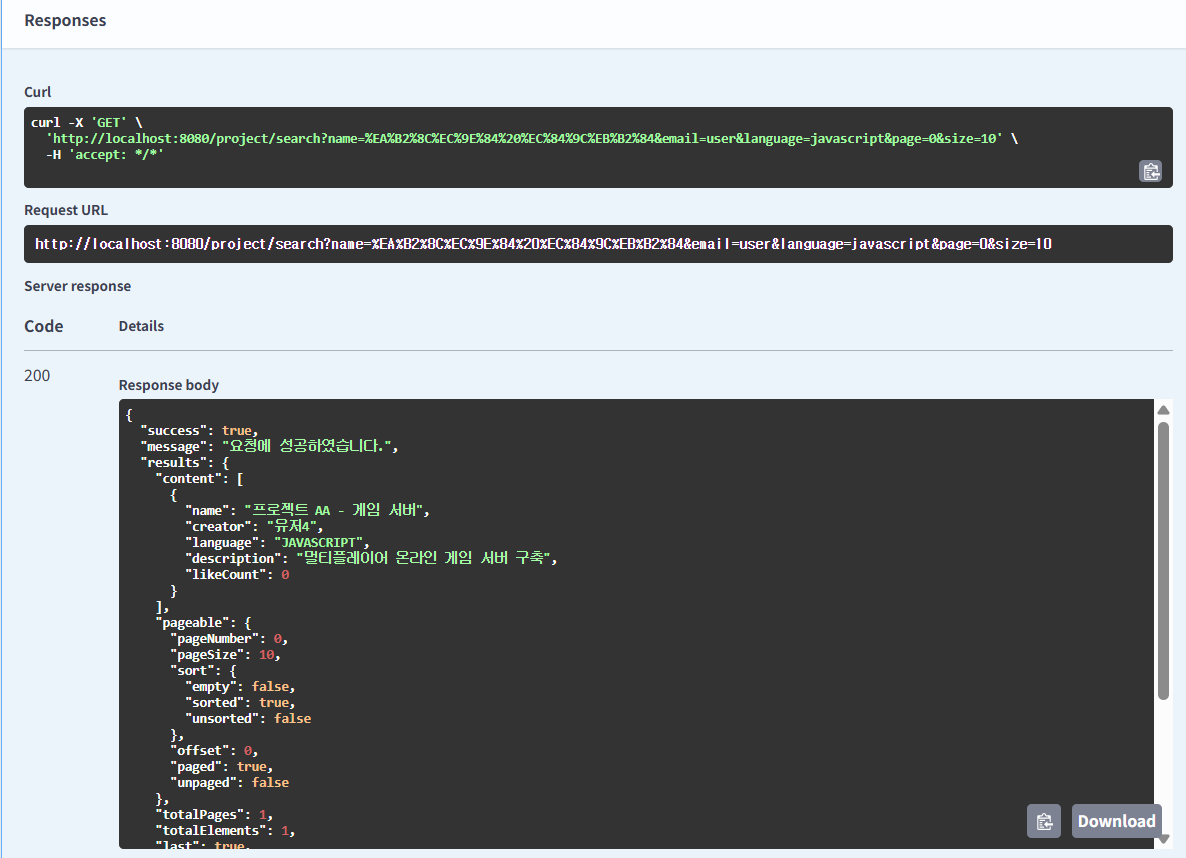 Responses
Curl
curl -X 'GET' \
  'http://localhost:8080/project/search?name=%EA%B2%8C%EC%9E%84%20%EC%84%9C%EB%B2%84&email=user&language=javascript&page=0&size=10' \
  -H 'accept: */*'
Request URL
http://localhost:8080/project/search?name=%EA%B2%8C%EC%9E%84%20%EC%84%9C%EB%B2%84&email=user&language=javascript&page=0&size=10
Server response
Code Details
200
Response body
{
  "success": true,
  "message": "요청에 성공하였습니다.",
  "results": {
    "content": [
      {
        "name": "프로젝트 AA - 게임 서버",
        "creator": "유저4",
        "language": "JAVASCRIPT",
        "description": "멀티플레이어 온라인 게임 서버 구축",
        "likeCount": 0
      }
    ],
    "pageable": {
      "pageNumber": 0,
      "pageSize": 10,
      "sort": {
        "empty": false,
        "sorted": true,
        "unsorted": false
      },
      "offset": 0,
      "paged": true,
      "unpaged": false
    },
    "totalPages": 1,
    "totalElements": 1,
    "last": true,
Download